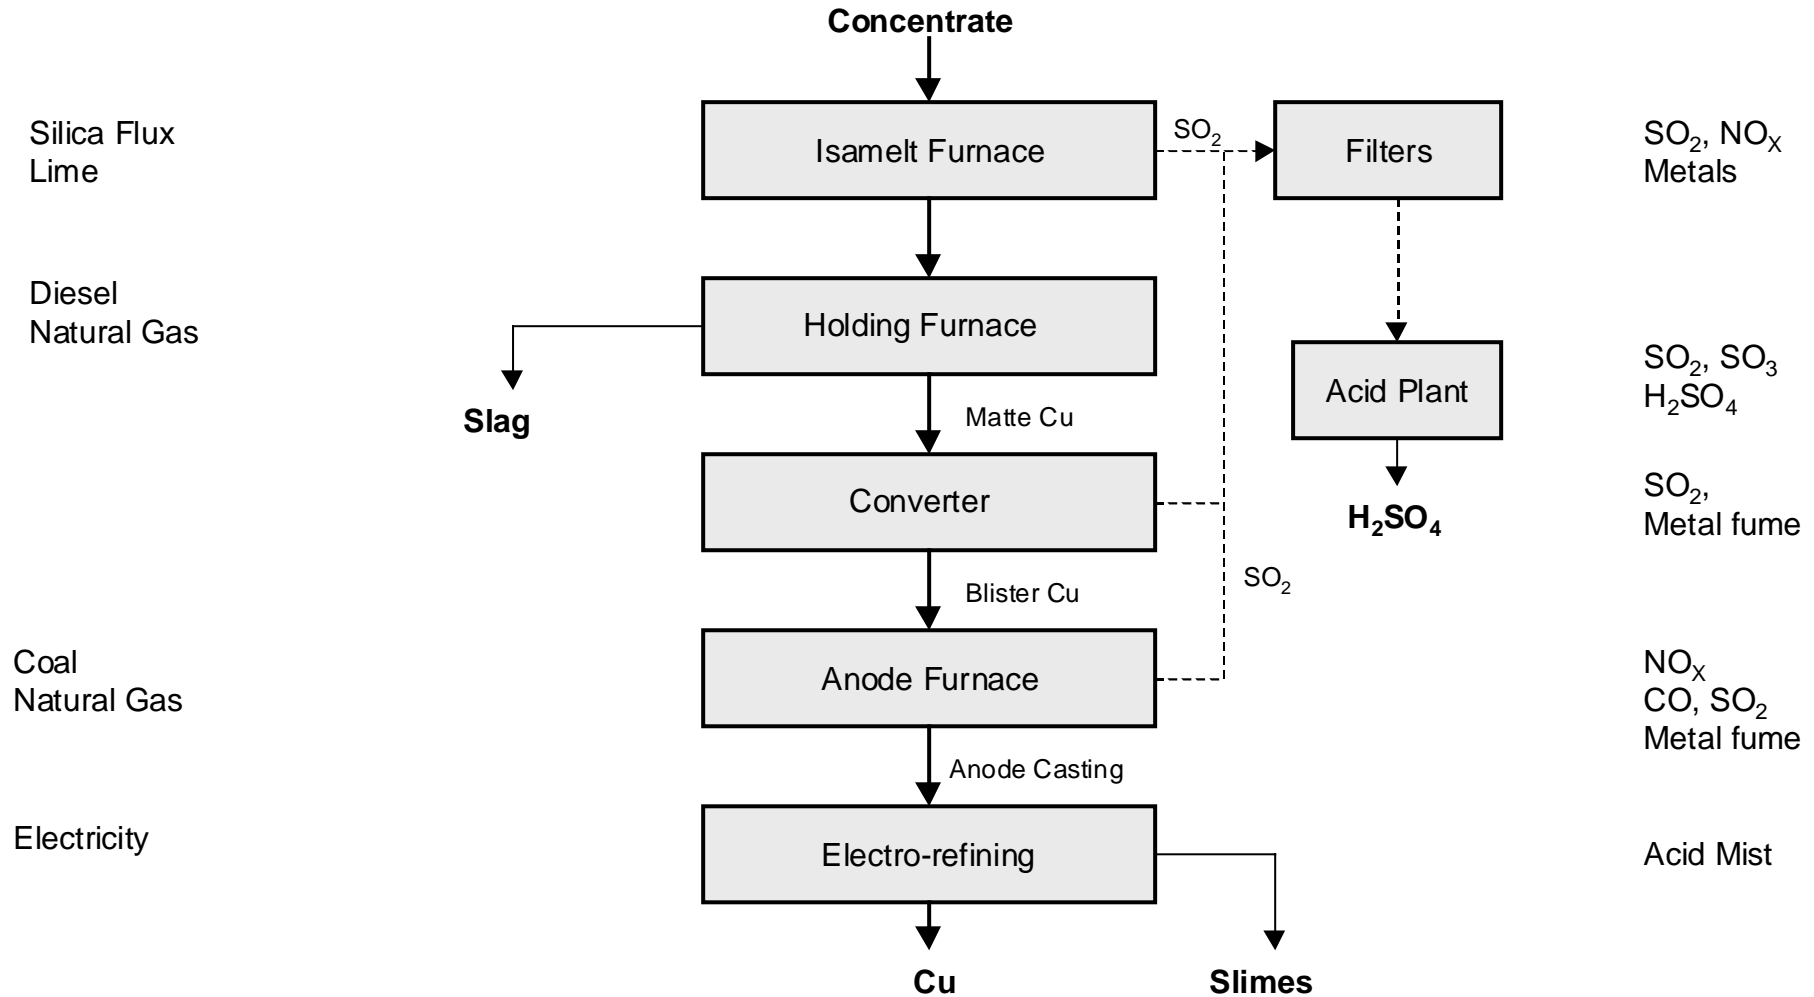 Concentrate
Silica Flux
Lime
Isamelt Furnace
SO₂
Filters
SO₂, NOₓ
Metals
Diesel
Natural Gas
Holding Furnace
Slag
Matte Cu
Acid Plant
SO₂, SO₃
H₂SO₄
Converter
H₂SO₄
SO₂,
Metal fume
Blister Cu
SO₂
Coal
Natural Gas
Anode Furnace
NOₓ
CO, SO₂
Metal fume
Anode Casting
Electricity
Electro-refining
Acid Mist
Cu
Slimes